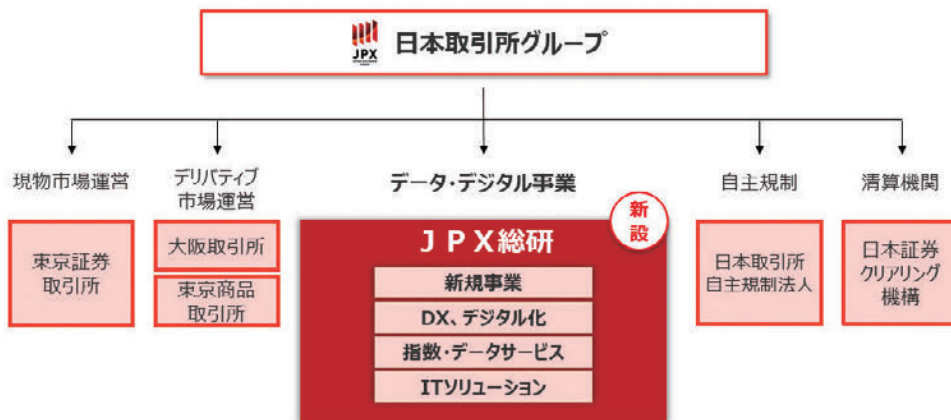 JPX
日本取引所グループ
現物市場運営
東京証券
取引所
デリバティブ
市場運営
大阪取引所
東京商品
取引所
データ・デジタル事業
新
設
JPX総研
新規事業
DX、デジタル化
指数・データサービス
ITソリューション
自主規制
日本取引所
自主規制法人
清算機関
日本証券
クリアリング
機構